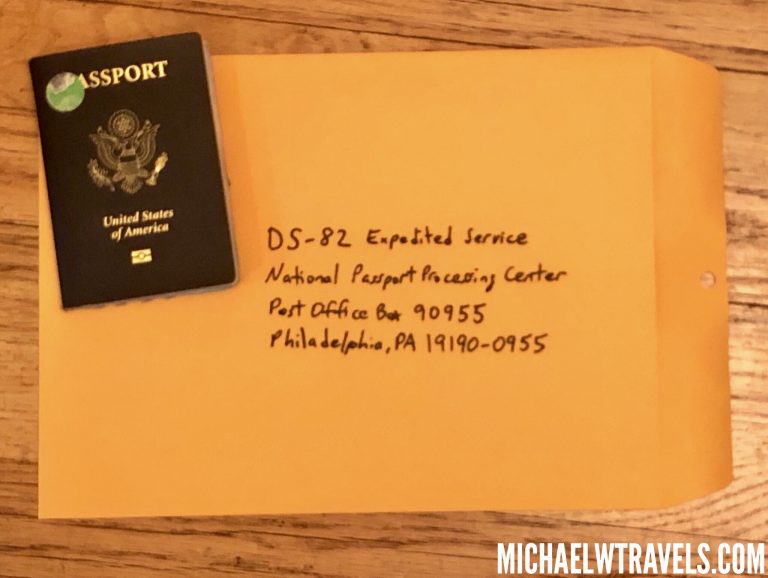 PASSPORT
United States
of America
DS-82 Expedited Service
National Passport Processing Center
Post Office Box 90955
Philadelphia, PA 19190-0955
MICHAELWTRAVELS.COM